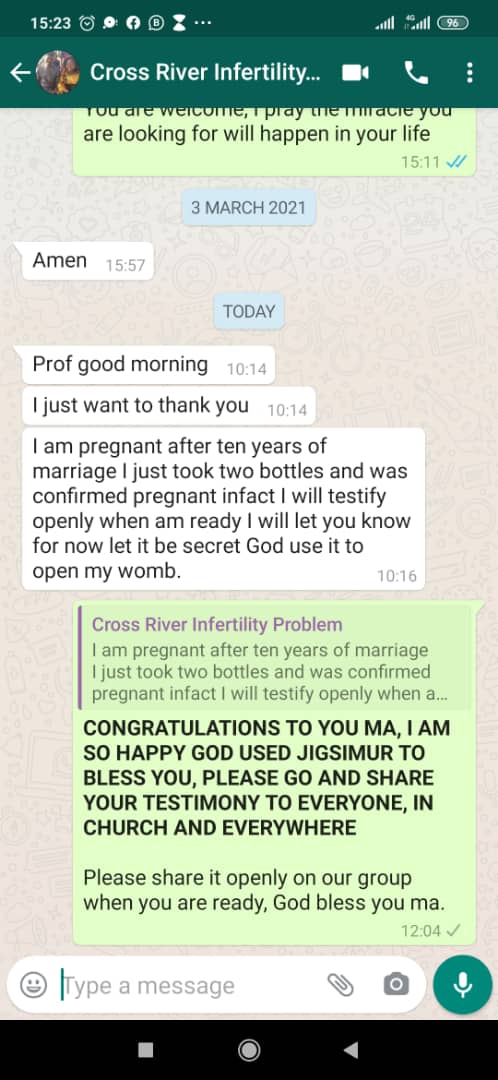 15:23
4G
96
Cross River Infertility...
You are welcome, I pray the miracle you
are looking for will happen in your life
15:11
3 MARCH 2021
Amen 15:57
TODAY
Prof good morning 10:14
I just want to thank you 10:14
I am pregnant after ten years of
marriage I just took two bottles and was
confirmed pregnant infact I will testify
openly when am ready I will let you know
for now let it be secret God use it to
open my womb.
10:16
Cross River Infertility Problem
I am pregnant after ten years of marriage
I just took two bottles and was confirmed
pregnant infact I will testify openly when a...
CONGRATULATIONS TO YOU MA, I AM
SO HAPPY GOD USED JIGSIMUR TO
BLESS YOU, PLEASE GO AND SHARE
YOUR TESTIMONY TO EVERYONE, IN
CHURCH AND EVERYWHERE
Please share it openly on our group
when you are ready, God bless you ma.
12:04
Type a message